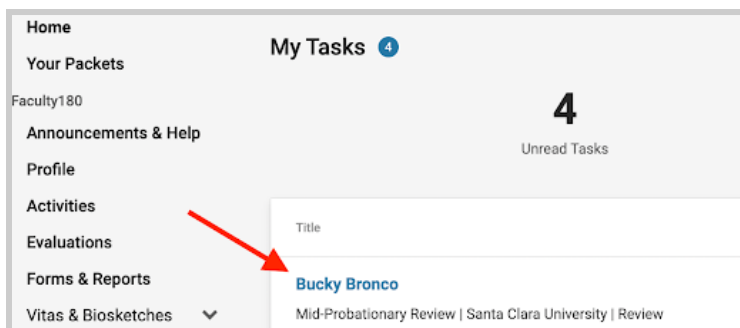 Home
Your Packets
Faculty180
Announcements & Help
Profile
Activities
Evaluations
Forms & Reports
Vitas & Biosketches
My Tasks 4
4
Unread Tasks
Title
Bucky Bronco
Mid-Probationary Review | Santa Clara University | Review